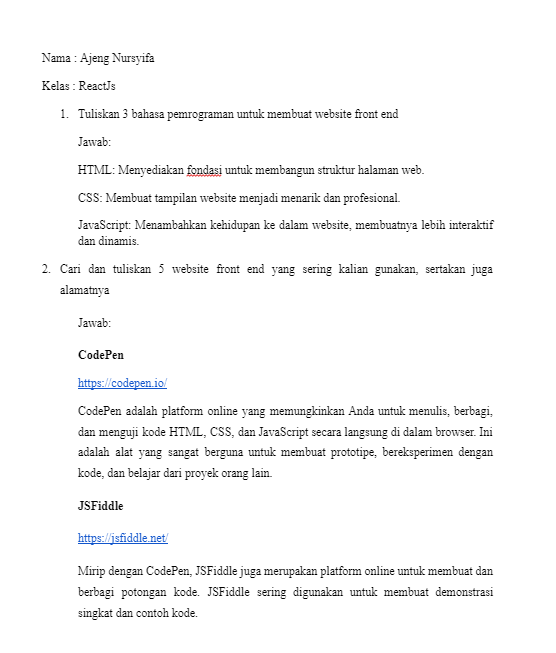 Nama : Ajeng Nursyifa
Kelas : ReactJs
1. Tuliskan 3 bahasa pemrograman untuk membuat website front end
Jawab:
HTML: Menyediakan fondasi untuk membangun struktur halaman web.
CSS: Membuat tampilan website menjadi menarik dan profesional.
JavaScript: Menambahkan kehidupan ke dalam website, membuatnya lebih interaktif
dan dinamis.
2. Cari dan tuliskan 5 website front end yang sering kalian gunakan, sertakan juga
alamatnya
Jawab:
CodePen
https://codepen.io/
CodePen adalah platform online yang memungkinkan Anda untuk menulis, berbagi,
dan menguji kode HTML, CSS, dan JavaScript secara langsung di dalam browser. Ini
adalah alat yang sangat berguna untuk membuat prototipe, bereksperimen dengan
kode, dan belajar dari proyek orang lain.
JSFiddle
https://jsfiddle.net/
Mirip dengan CodePen, JSFiddle juga merupakan platform online untuk membuat dan
berbagi potongan kode. JSFiddle sering digunakan untuk membuat demonstrasi
singkat dan contoh kode.